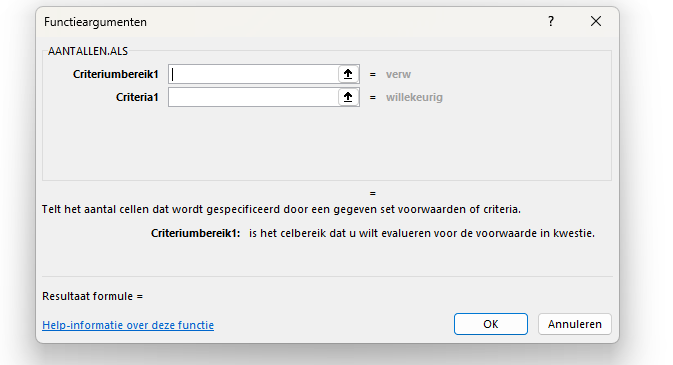 Functieargumenten ? ×
AANTALLEN.ALS
Criteriumbereik1 = verw
Criteria1 = willekeurig
=
Telt het aantal cellen dat wordt gespecificeerd door een gegeven set voorwaarden of criteria.
Criteriumbereik1: is het celbereik dat u wilt evalueren voor de voorwaarde in kwestie.
Resultaat formule =
Help-informatie over deze functie
OK Annuleren